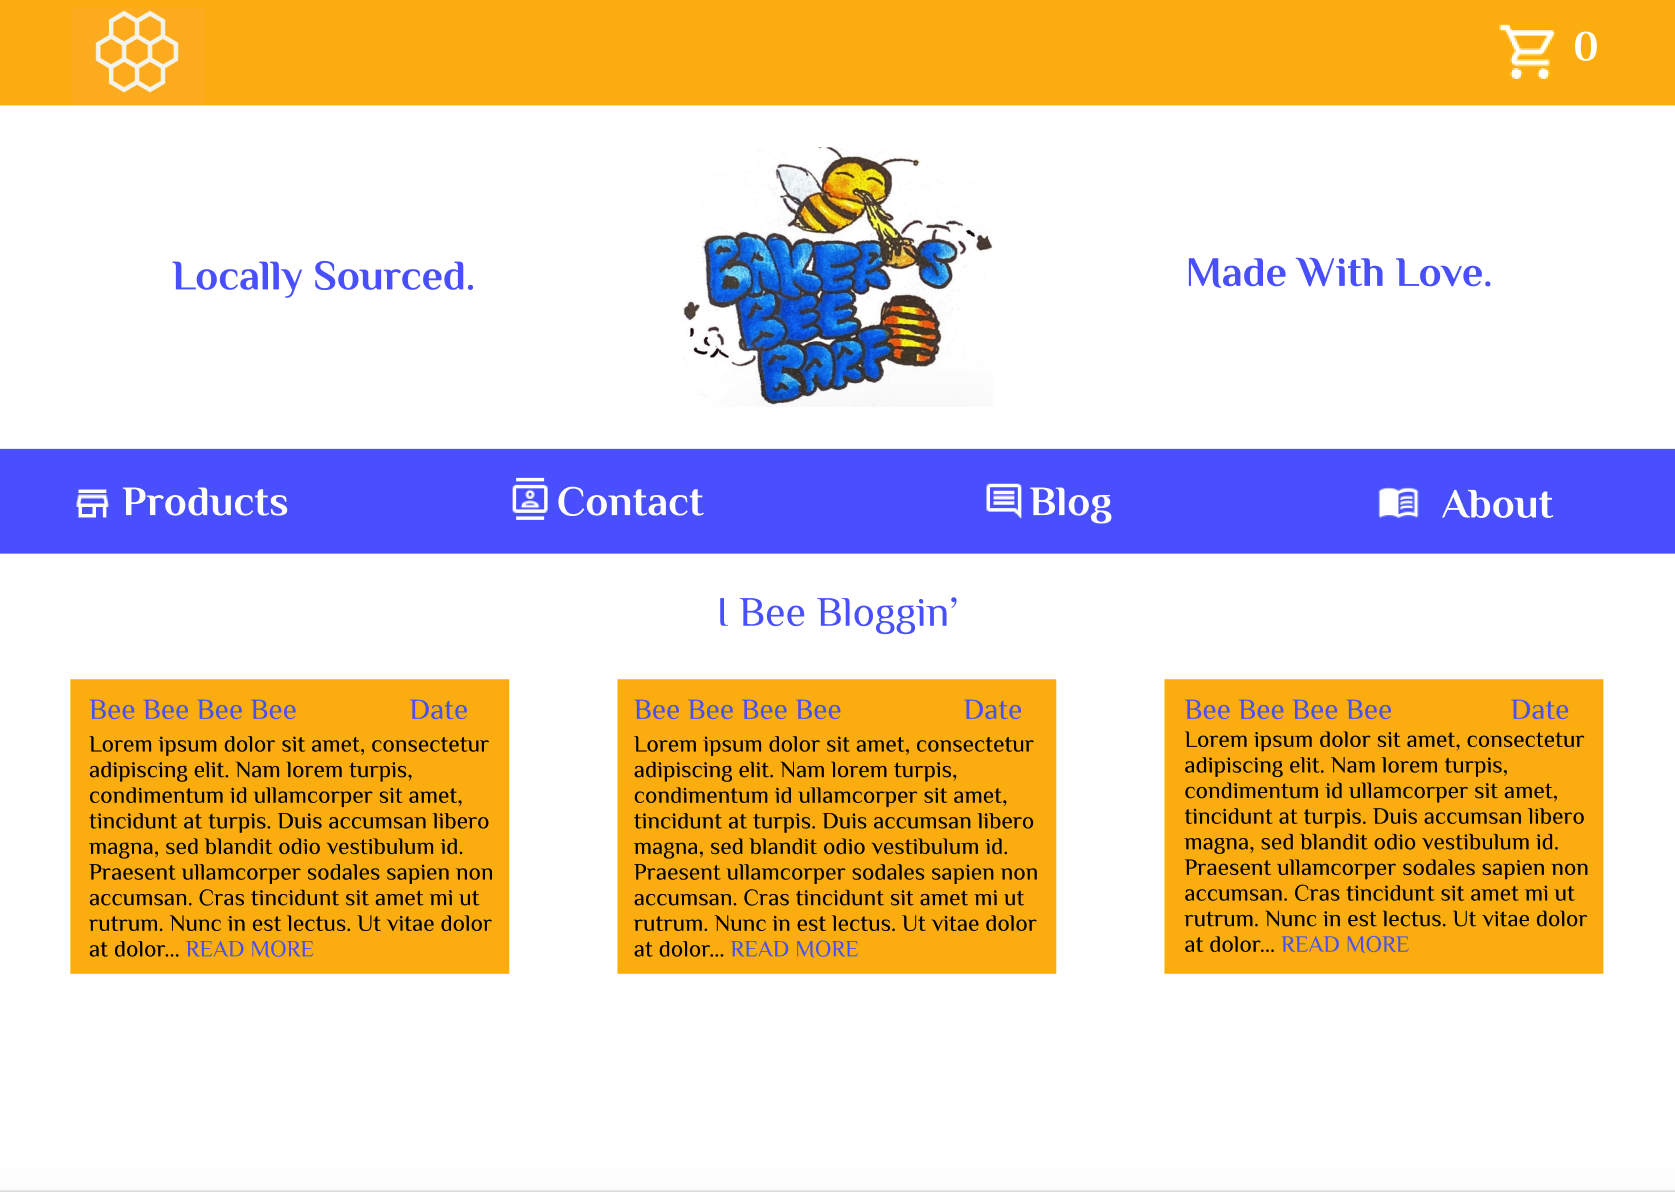 0
Locally Sourced.
BAKER'S
BEE
BARF
Made With Love.
Products
Contact
Blog
About
I Bee Bloggin’
Bee Bee Bee Bee Date
Lorem ipsum dolor sit amet, consectetur
adipiscing elit. Nam lorem turpis,
condimentum id ullamcorper sit amet,
tincidunt at turpis. Duis accumsan libero
magna, sed blandit odio vestibulum id.
Praesent ullamcorper sodales sapien non
accumsan. Cras tincidunt sit amet mi ut
rutrum. Nunc in est lectus. Ut vitae dolor
at dolor... READ MORE
Bee Bee Bee Bee Date
Lorem ipsum dolor sit amet, consectetur
adipiscing elit. Nam lorem turpis,
condimentum id ullamcorper sit amet,
tincidunt at turpis. Duis accumsan libero
magna, sed blandit odio vestibulum id.
Praesent ullamcorper sodales sapien non
accumsan. Cras tincidunt sit amet mi ut
rutrum. Nunc in est lectus. Ut vitae dolor
at dolor... READ MORE
Bee Bee Bee Bee Date
Lorem ipsum dolor sit amet, consectetur
adipiscing elit. Nam lorem turpis,
condimentum id ullamcorper sit amet,
tincidunt at turpis. Duis accumsan libero
magna, sed blandit odio vestibulum id.
Praesent ullamcorper sodales sapien non
accumsan. Cras tincidunt sit amet mi ut
rutrum. Nunc in est lectus. Ut vitae dolor
at dolor... READ MORE